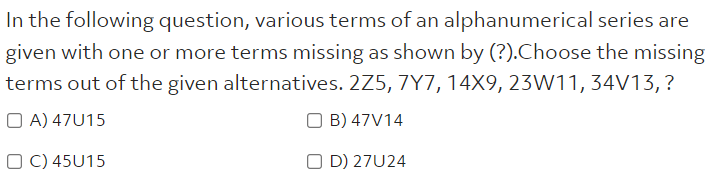 In the following question, various terms of an alphanumerical series are
given with one or more terms missing as shown by (?).Choose the missing
terms out of the given alternatives. 2Z5, 7Y7, 14X9, 23W11, 34V13, ?
A) 47U15 B) 47V14
C) 45U15 D) 27U24